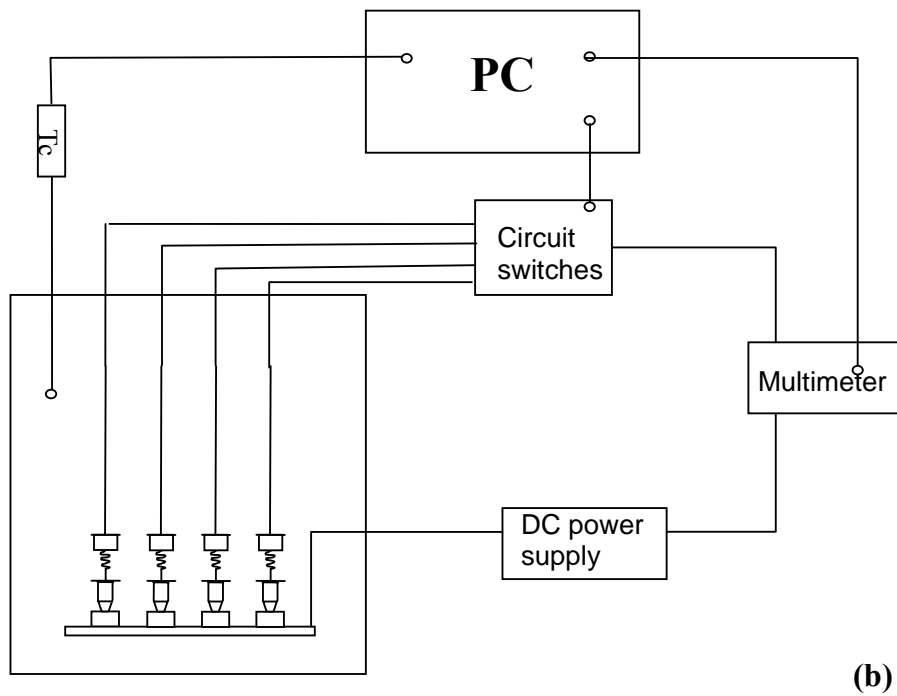 PC
Tc
Circuit
switches
Multimeter
DC power
supply
(b)